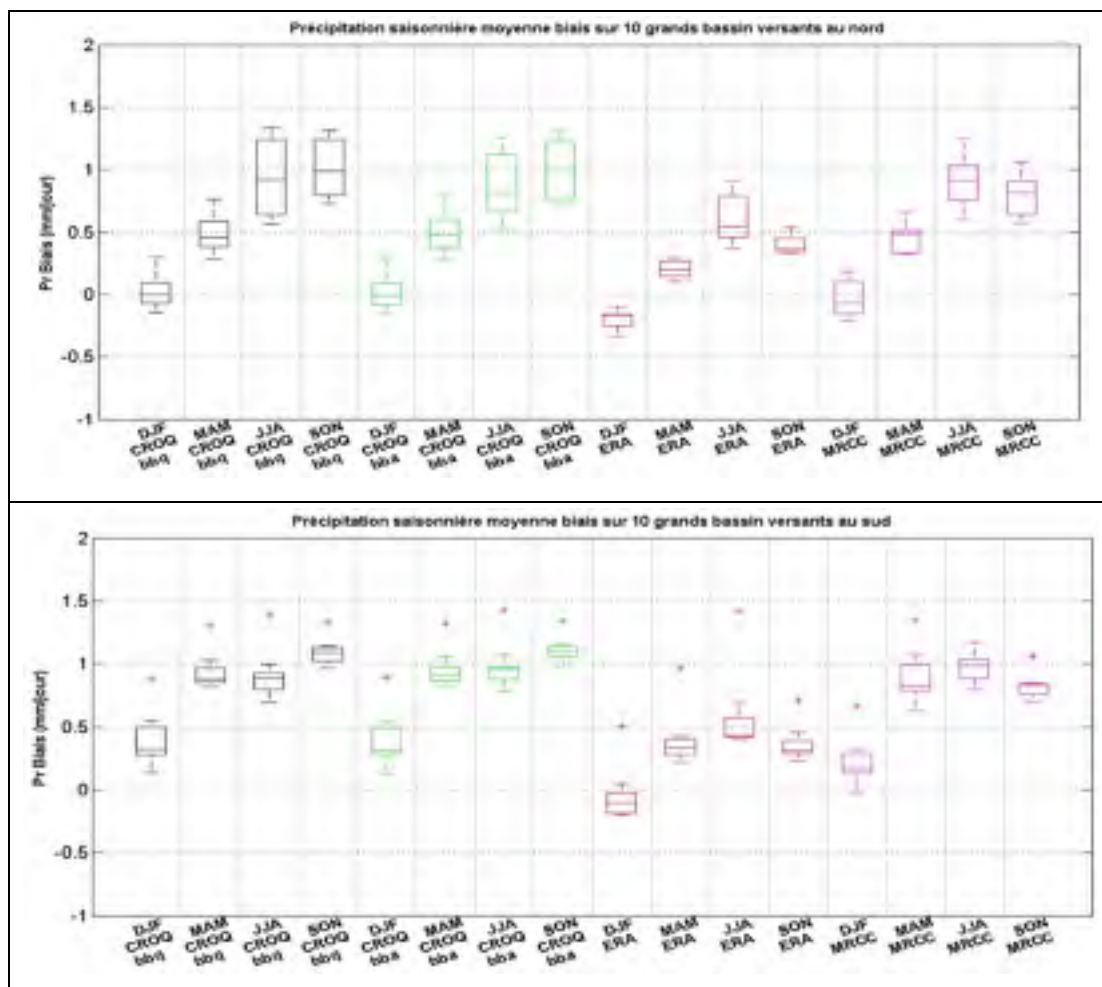 Précipitation saisonnière moyenne biais sur 10 grands bassin versants au nord
2
1.5
1
0.5
0
-0.5
-1
Pr Biais (mm/jour)
DJF CROQ bbq
MAM CROQ bbq
JJA CROQ bbq
SON CROQ bbq
DJF CROQ bba
MAM CROQ bba
JJA CROQ bba
SON CROQ bba
DJF ERA
MAM ERA
JJA ERA
SON ERA
DJF MRCC
MAM MRCC
JJA MRCC
SON MRCC
Précipitation saisonnière moyenne biais sur 10 grands bassin versants au sud
2
1.5
1
0.5
0
-0.5
-1
Pr Biais (mm/jour)
DJF CROQ bbq
MAM CROQ bbq
JJA CROQ bbq
SON CROQ bbq
DJF CROQ bba
MAM CROQ bba
JJA CROQ bba
SON CROQ bba
DJF ERA
MAM ERA
JJA ERA
SON ERA
DJF MRCC
MAM MRCC
JJA MRCC
SON MRCC